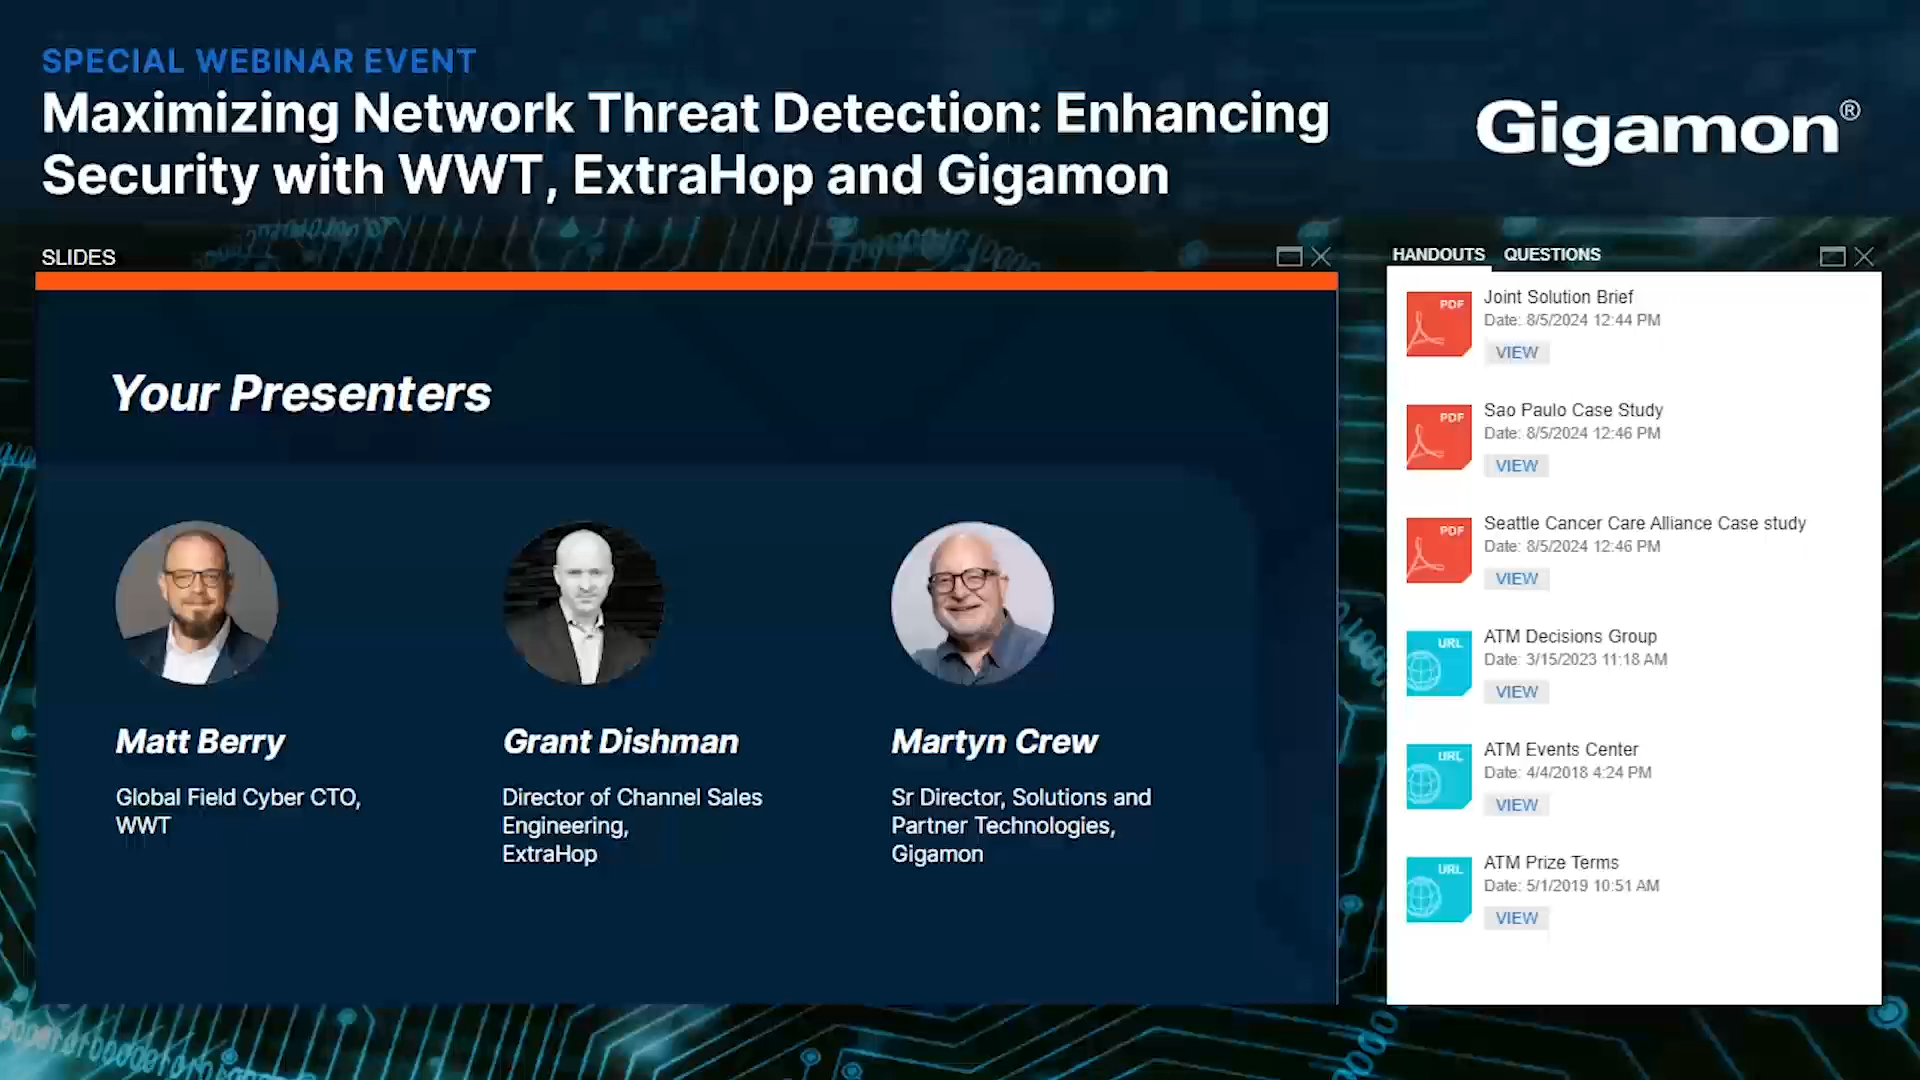 SPECIAL WEBINAR EVENT
Maximizing Network Threat Detection: Enhancing
Security with WWT, ExtraHop and Gigamon
Gigamon®
SLIDES
Your Presenters
Matt Berry
Global Field Cyber CTO,
WWT
Grant Dishman
Director of Channel Sales
Engineering,
ExtraHop
Martyn Crew
Sr Director, Solutions and
Partner Technologies,
Gigamon
HANDOUTS QUESTIONS
PDF
Joint Solution Brief
Date: 8/5/2024 12:44 PM
VIEW
PDF
Sao Paulo Case Study
Date: 8/5/2024 12:46 PM
VIEW
PDF
Seattle Cancer Care Alliance Case study
Date: 8/5/2024 12:46 PM
VIEW
URL
ATM Decisions Group
Date: 3/15/2023 11:18 AM
VIEW
URL
ATM Events Center
Date: 4/4/2018 4:24 PM
VIEW
URL
ATM Prize Terms
Date: 5/1/2019 10:51 AM
VIEW